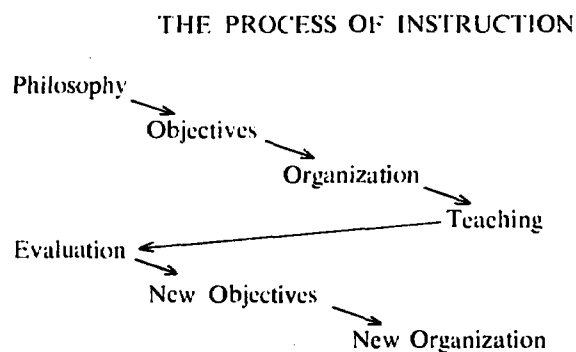 THE PROCESS OF INSTRUCTION
Philosophy
Objectives
Organization
Teaching
Evaluation
New Objectives
New Organization